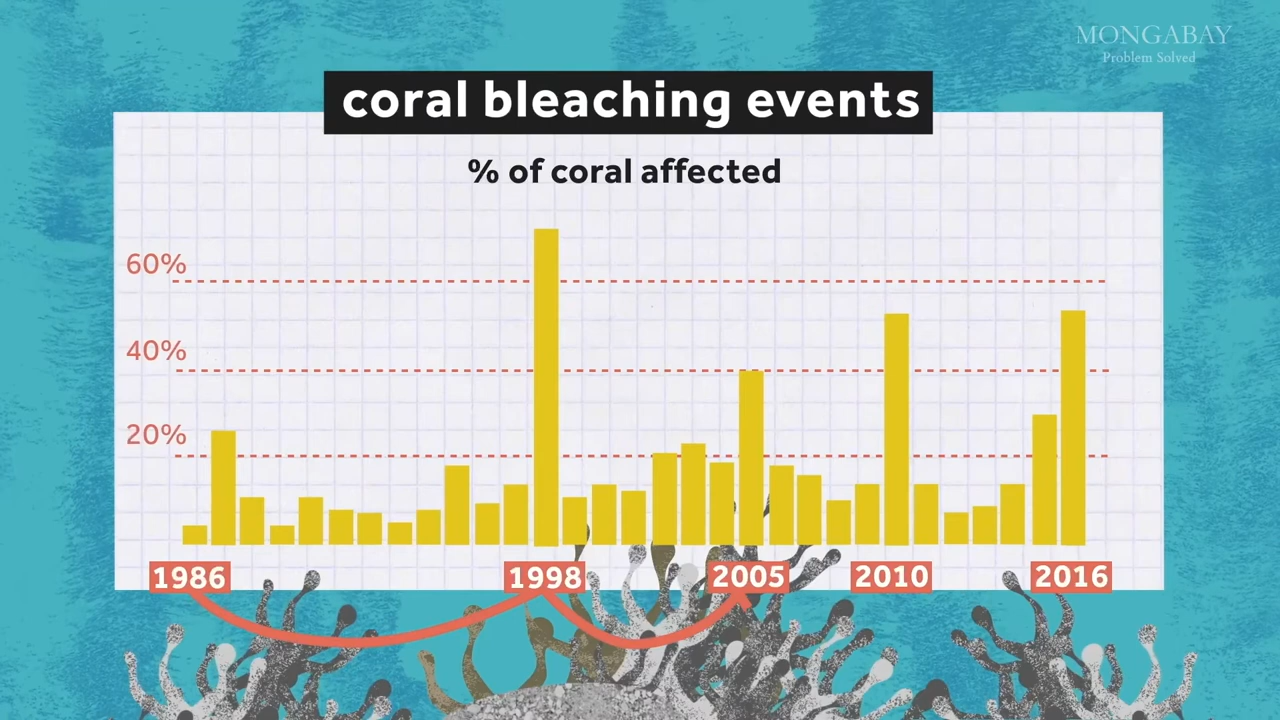 MONGABAY
Problem Solved
coral bleaching events
% of coral affected
60%
40%
20%
1986
1998
2005
2010
2016